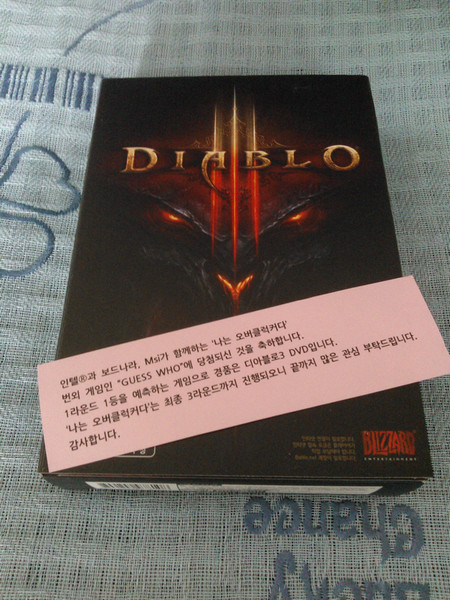 DIABLO
III
인텔®과 보드나라, Msi가 함께하는 '나는 오버클럭커다'
번외 게임인 "GUESS WHO"에 당첨되신 것을 축하합니다.
1라운드 1등을 예측하는 게임으로 경품은 디아블로3 DVD입니다.
'나는 오버클럭커다'는 최종 3라운드까지 진행되오니 끝까지 많은 관심 부탁드립니다.
감사합니다.
BLIZZARD
ENTERTAINMENT
Chance